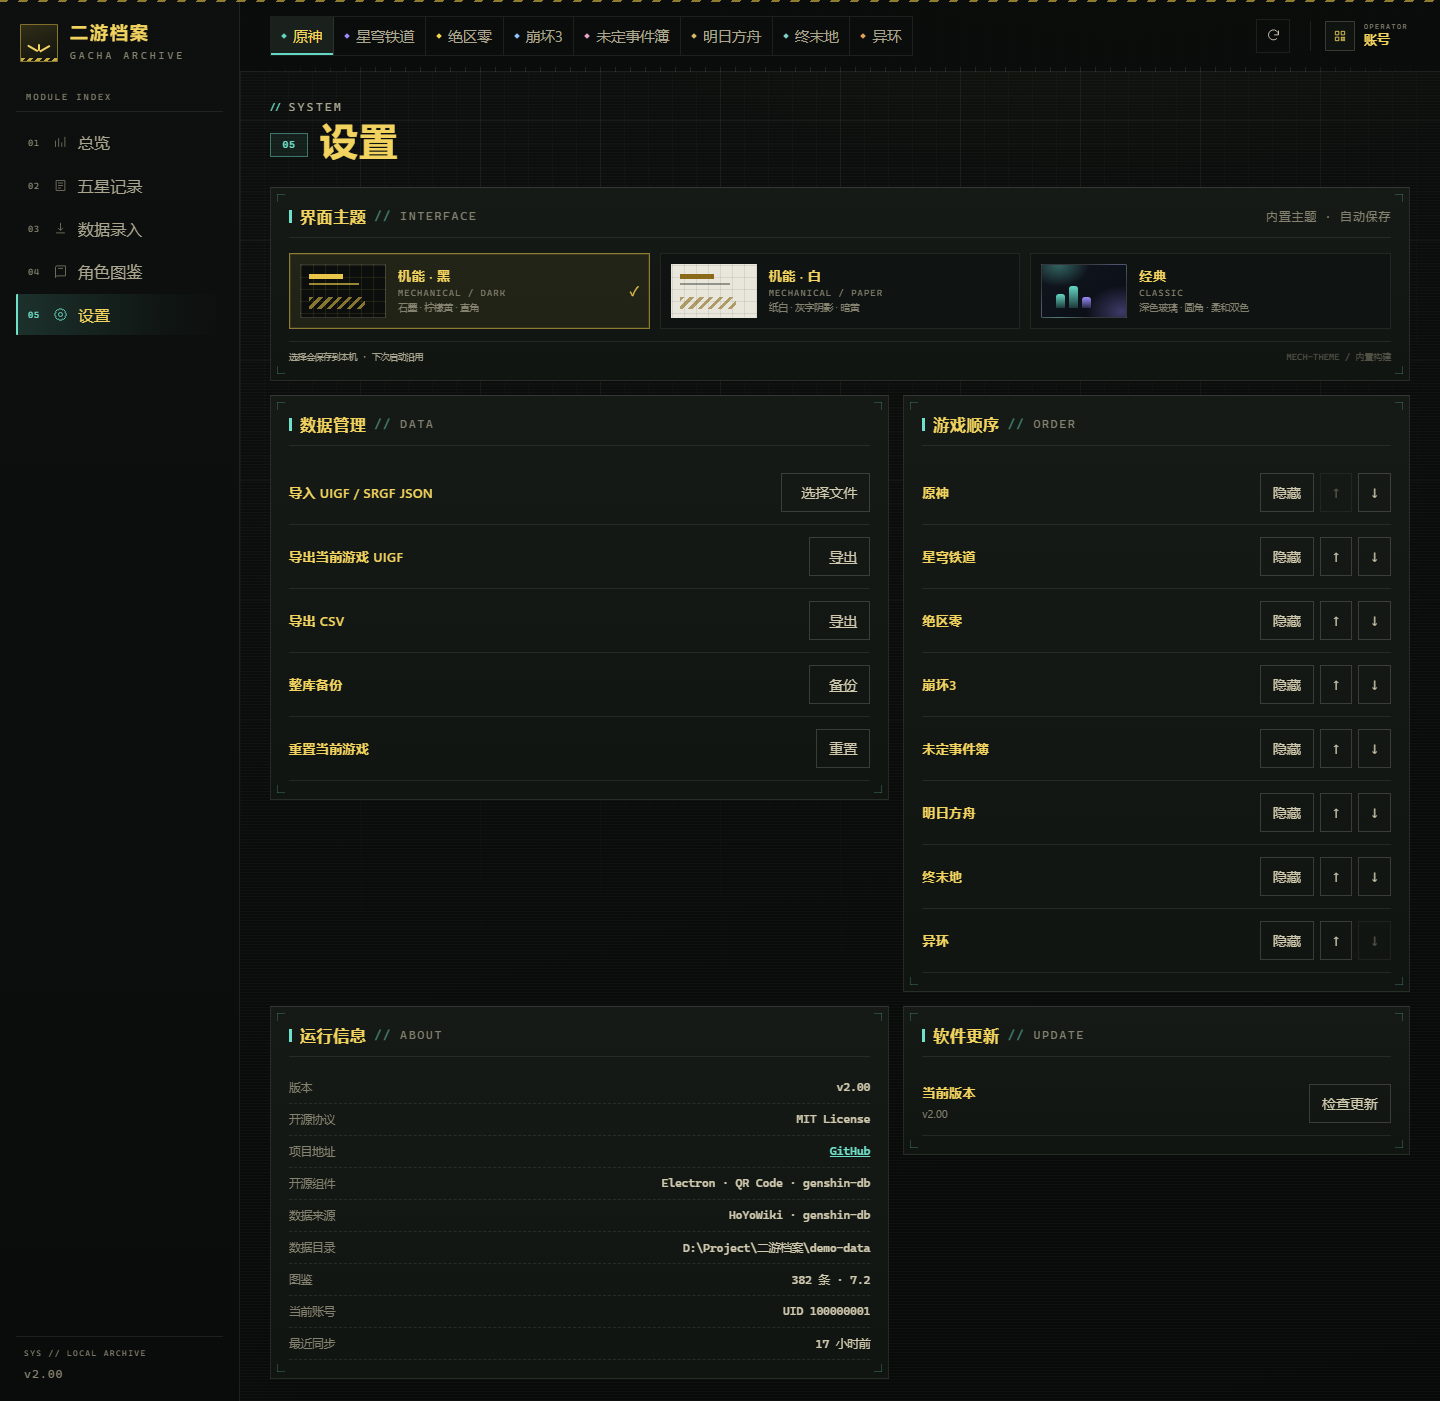 二游档案
GACHA ARCHIVE
原神
星穹铁道
绝区零
崩坏3
未定事件簿
明日方舟
终末地
异环
OPERATOR
账号
MODULE INDEX
01 总览
02 五星记录
03 数据录入
04 角色图鉴
05 设置
// SYSTEM
05 设置
界面主题 // INTERFACE
内置主题 · 自动保存
机能 · 黑
MECHANICAL / DARK
石墨 · 柠檬黄 · 直角
✓
机能 · 白
MECHANICAL / PAPER
纸白 · 灰字阴影 · 暗黄
经典
CLASSIC
深色玻璃 · 圆角 · 柔和双色
选择会保存到本机 · 下次启动沿用
MECH-THEME / 内置构建
数据管理 // DATA
导入 UIGF / SRGF JSON 选择文件
导出当前游戏 UIGF 导出
导出 CSV 导出
整库备份 备份
重置当前游戏 重置
游戏顺序 // ORDER
原神 隐藏 ↑ ↓
星穹铁道 隐藏 ↑ ↓
绝区零 隐藏 ↑ ↓
崩坏3 隐藏 ↑ ↓
未定事件簿 隐藏 ↑ ↓
明日方舟 隐藏 ↑ ↓
终末地 隐藏 ↑ ↓
异环 隐藏 ↑ ↓
运行信息 // ABOUT
版本 v2.00
开源协议 MIT License
项目地址 GitHub
开源组件 Electron · QR Code · genshin-db
数据来源 HoYoWiki · genshin-db
数据目录 D:\Project\二游档案\demo-data
图鉴 382 条 · 7.2
当前账号 UID 100000001
最近同步 17 小时前
软件更新 // UPDATE
当前版本
v2.00
检查更新
SYS // LOCAL ARCHIVE
v2.00